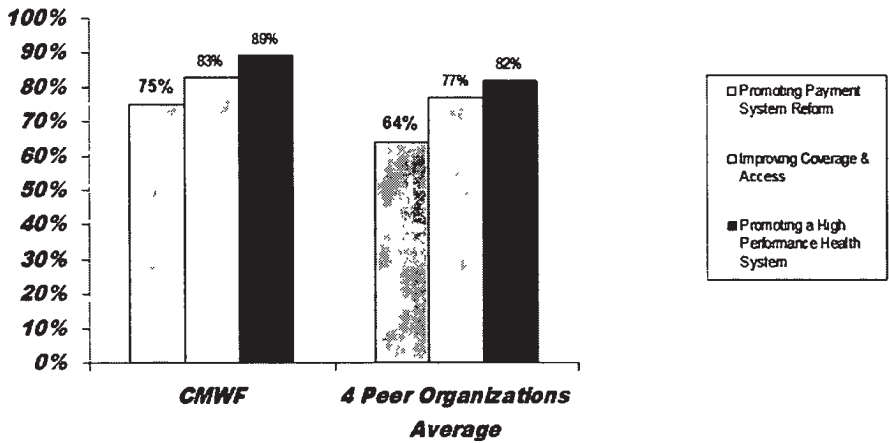 100%
90%
80%
70%
60%
50%
40%
30%
20%
10%
0%
75%
83%
89%
64%
77%
82%
CMWF
4 Peer Organizations
Average
Promoting Payment
System Reform
Improving Coverage &
Access
Promoting a High
Performance Health
System